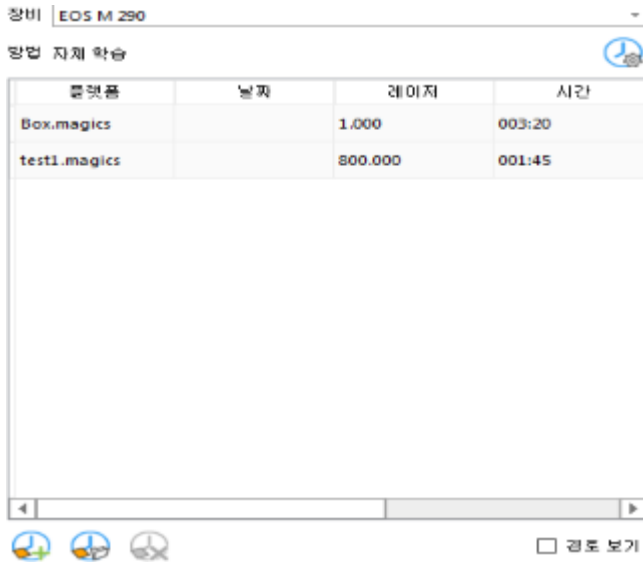 장비 EOS M 290
방법 자체 학습
플랫폼 날짜 레이저 시간
Box.magics 1.000 003:20
test1.magics 800.000 001:45
경로 보기